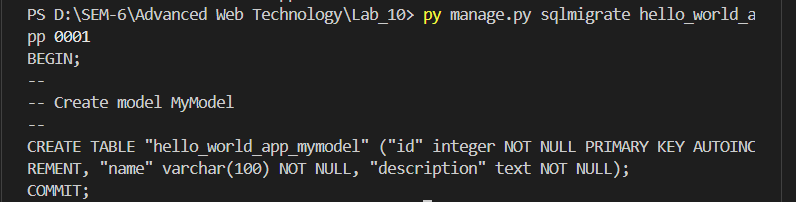 PS D:\SEM-6\Advanced Web Technology\Lab_10> py manage.py sqlmigrate hello_world_a
pp 0001
BEGIN;
--
-- Create model MyModel
--
CREATE TABLE "hello_world_app_mymodel" ("id" integer NOT NULL PRIMARY KEY AUTOINC
REMENT, "name" varchar(100) NOT NULL, "description" text NOT NULL);
COMMIT;